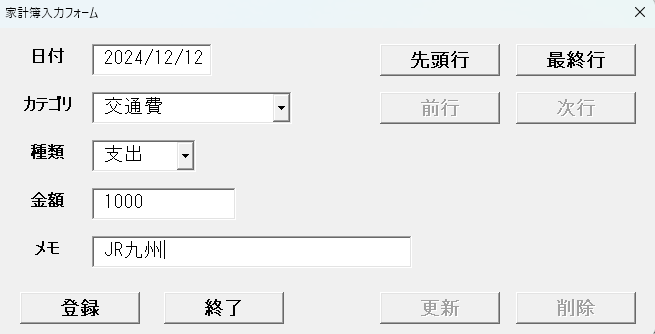 家計簿入力フォーム
日付 2024/12/12 先頭行 最終行
カテゴリ 交通費 前行 次行
種類 支出
金額 1000
メモ JR九州
登録 終了 更新 削除